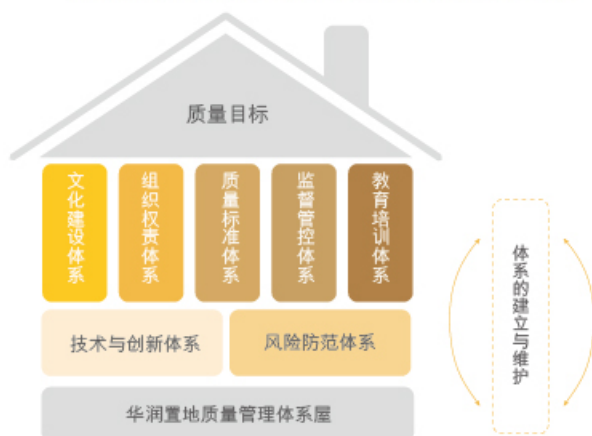 质量目标
文化建设体系
组织权责体系
质量标准体系
监督管控体系
教育培训体系
技术与创新体系
风险防范体系
华润置地质量管理体系屋
体系的建立与维护